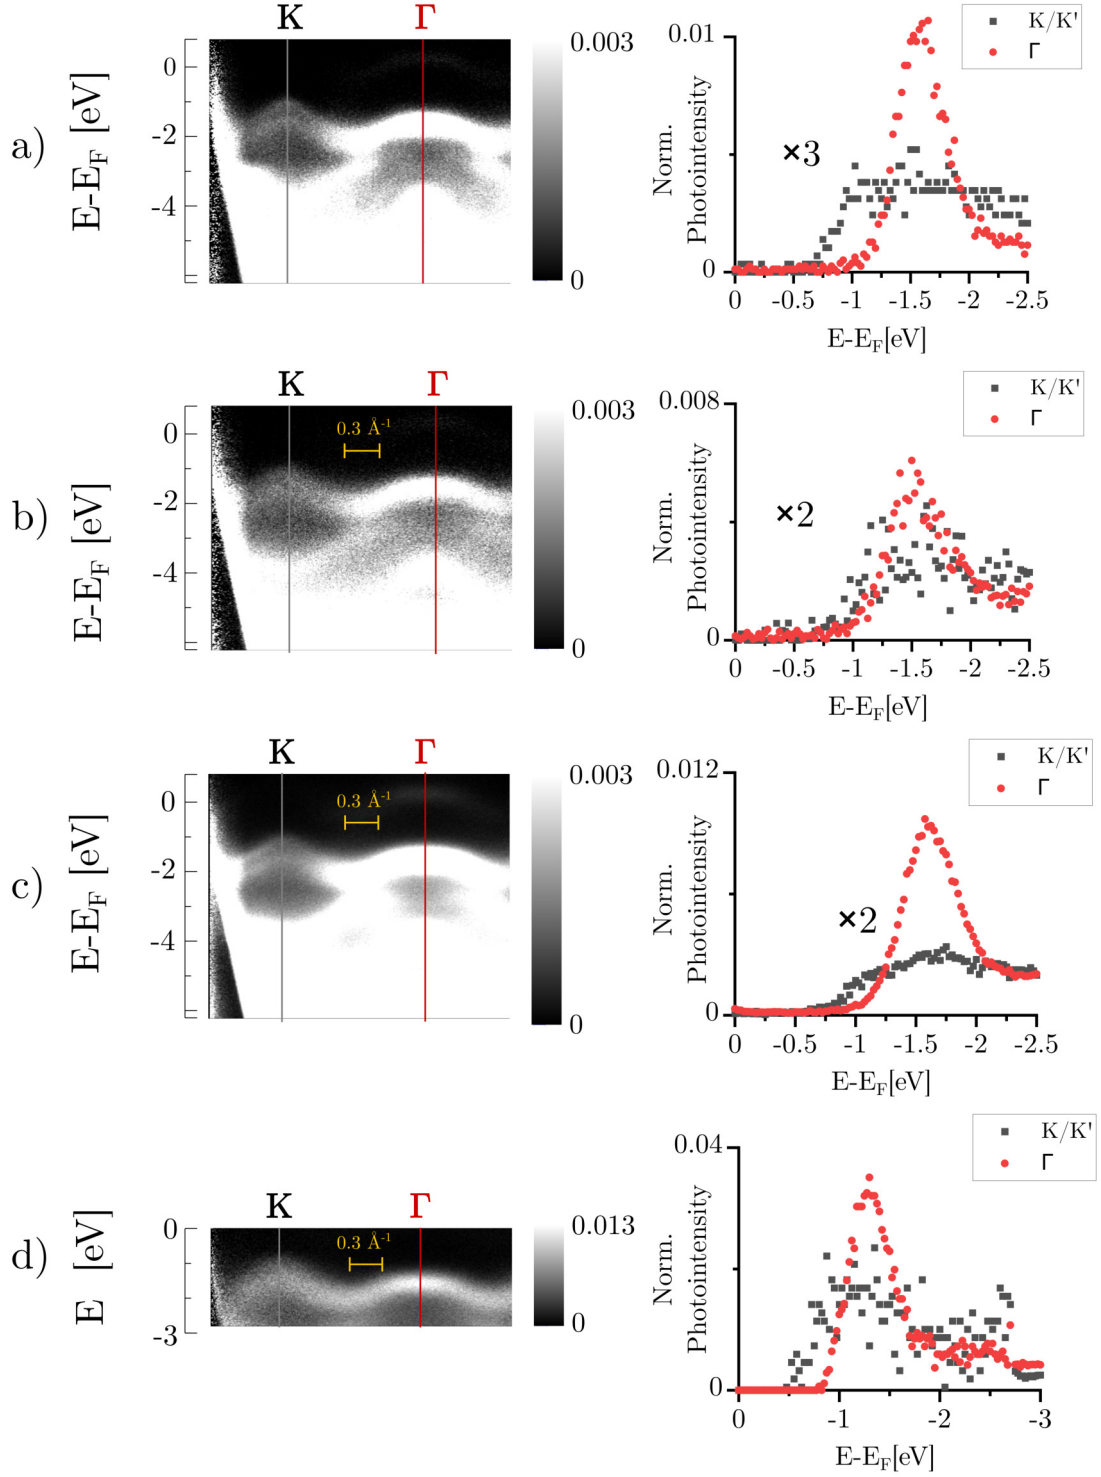 K Γ
a)
E-E_F [eV]
0
-2
-4
0.003
0
Norm.
Photointensity
0.01
0
×3
K/K'
Γ
0 -0.5 -1 -1.5 -2 -2.5
E-E_F[eV]
K Γ
b)
E-E_F [eV]
0
-2
-4
0.3 Å⁻¹
0.003
0
Norm.
Photointensity
0.008
0
×2
K/K'
Γ
0 -0.5 -1 -1.5 -2 -2.5
E-E_F[eV]
K Γ
c)
E-E_F [eV]
0
-2
-4
0.3 Å⁻¹
0.003
0
Norm.
Photointensity
0.012
0
×2
K/K'
Γ
0 -0.5 -1 -1.5 -2 -2.5
E-E_F[eV]
K Γ
d)
E [eV]
0
-3
0.3 Å⁻¹
0.013
0
Norm.
Photointensity
0.04
0
K/K'
Γ
0 -1 -2 -3
E-E_F[eV]